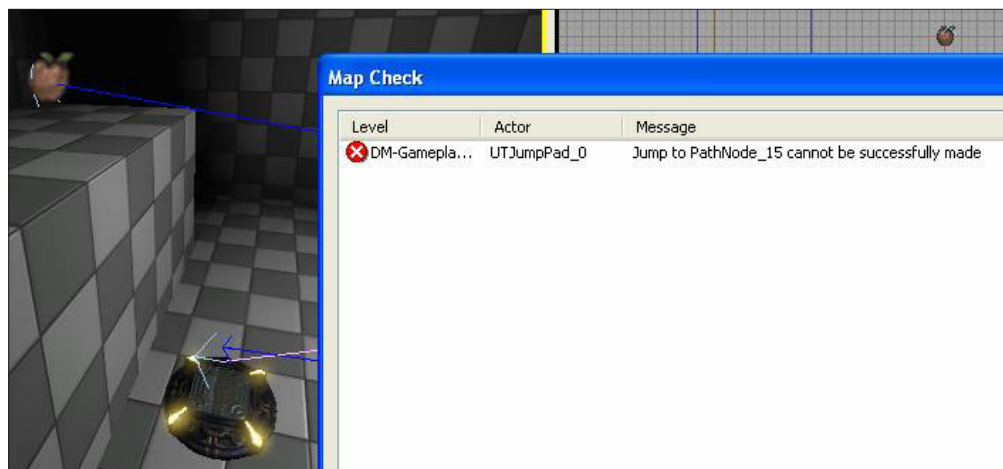 Map Check
Level Actor Message
DM-Gamepla... UTJumpPad_0 Jump to PathNode_15 cannot be successfully made